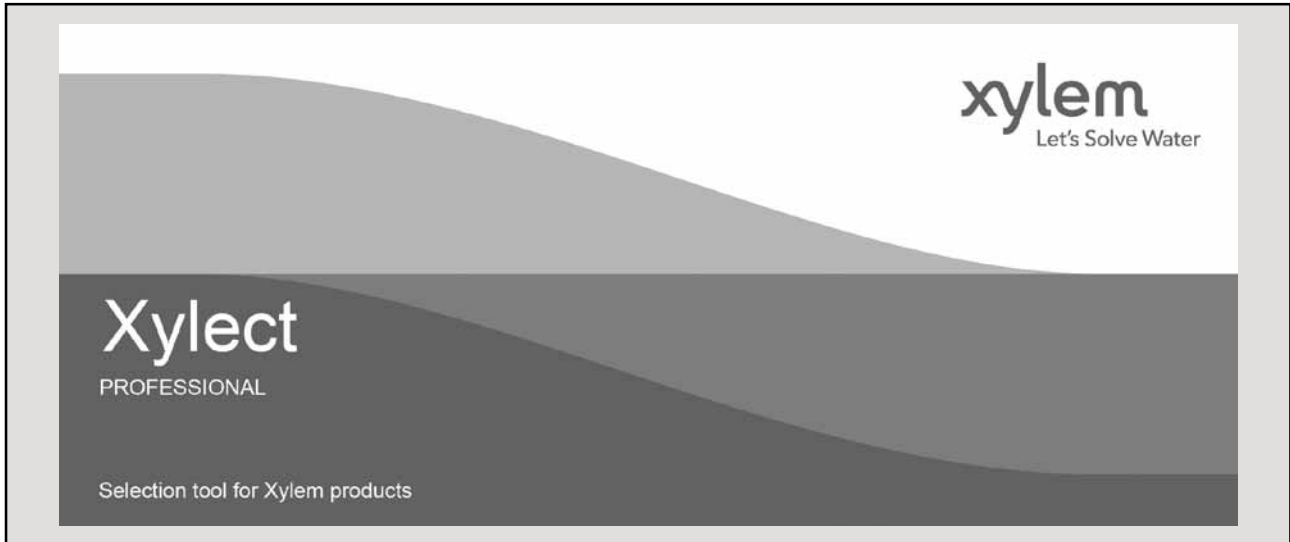 xylem
Let's Solve Water
Xylect
PROFESSIONAL
Selection tool for Xylem products